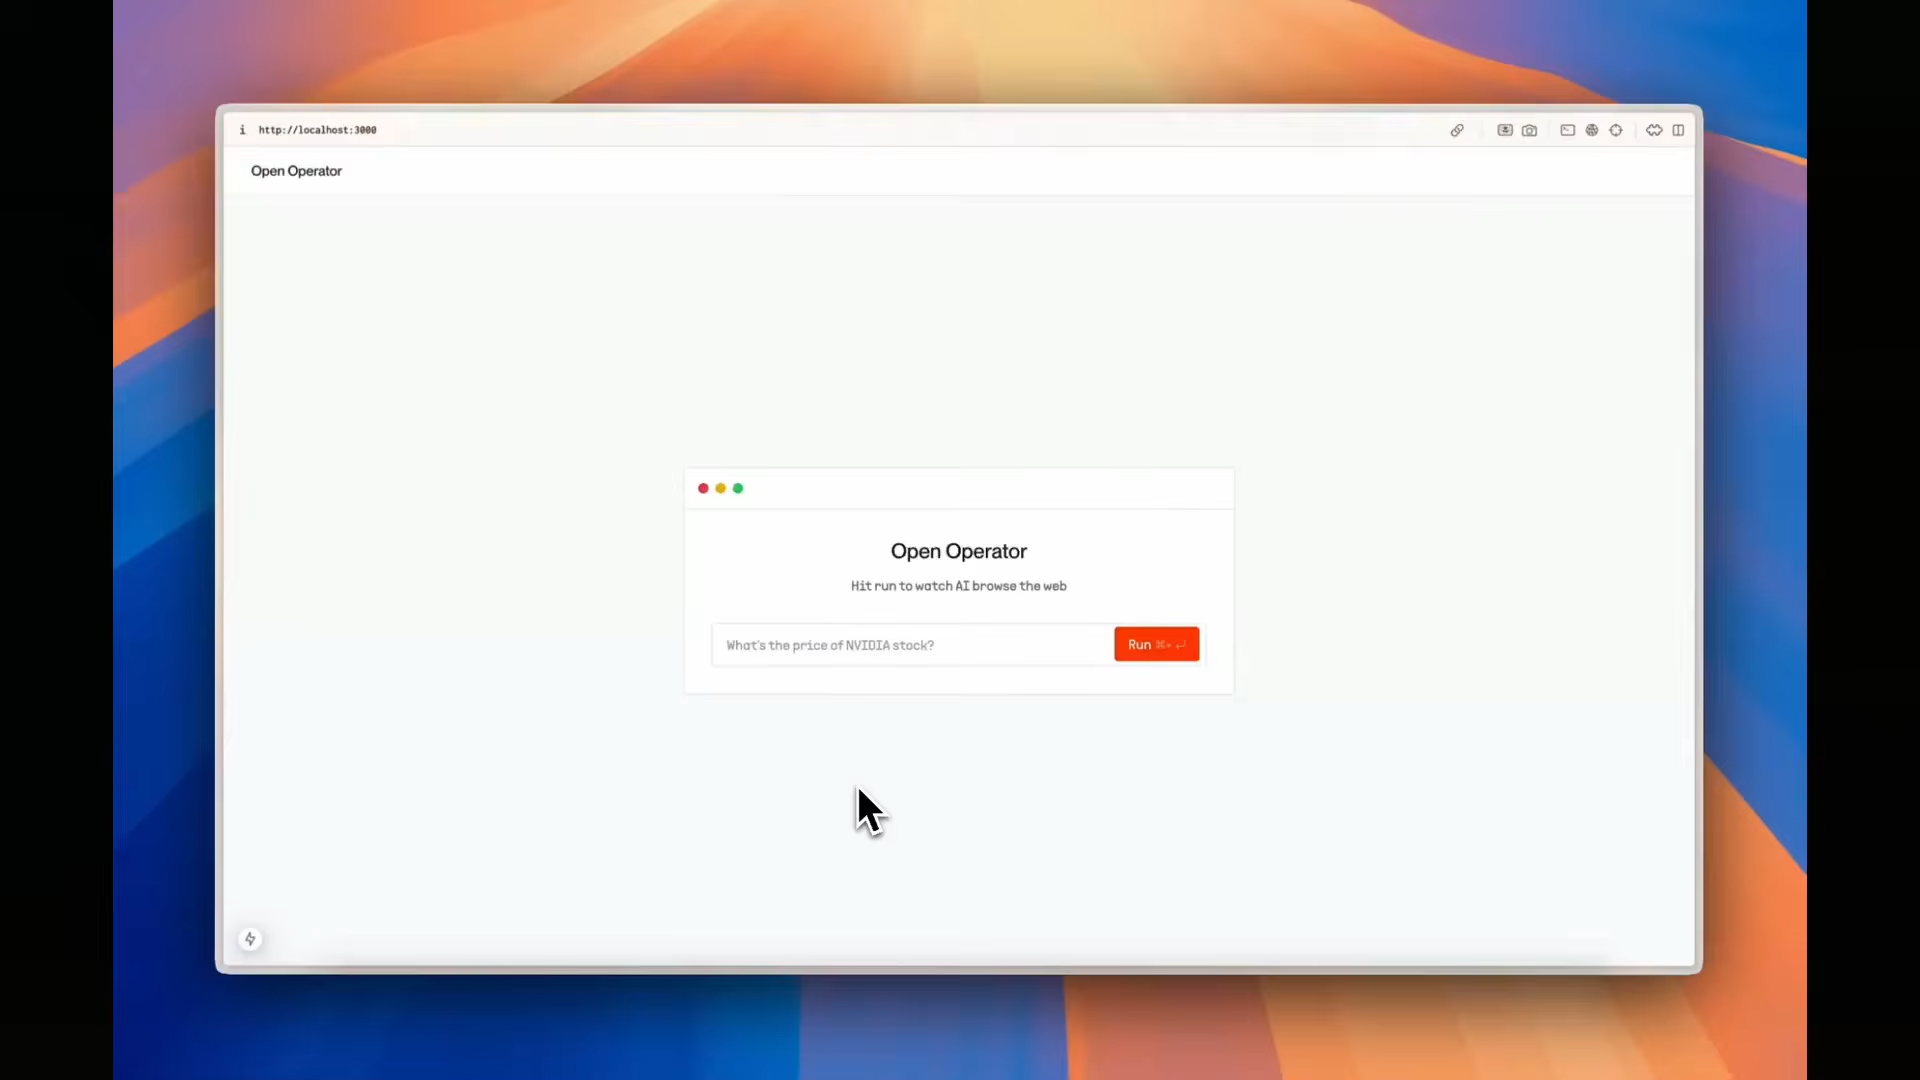 i http://localhost:3000
Open Operator
Open Operator
Hit run to watch AI browse the web
What's the price of NVIDIA stock?
Run ⌘+ ↵